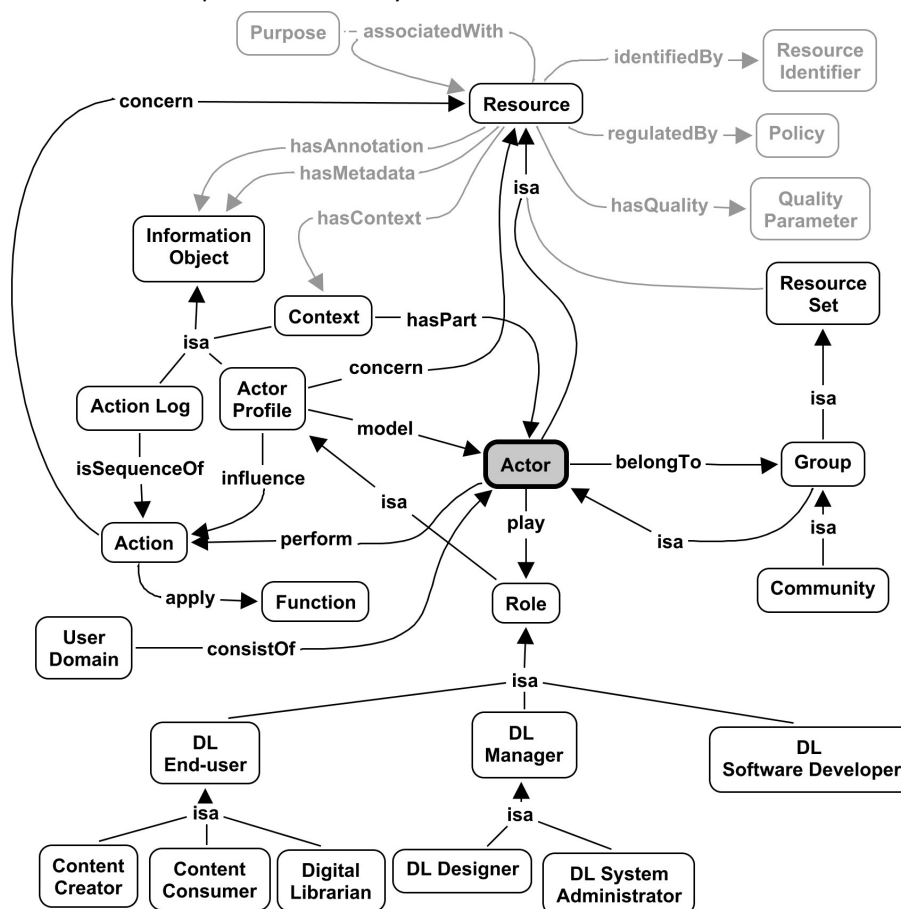 Purpose
associatedWith
identifiedBy
Resource
Identifier
concern
Resource
hasAnnotation
regulatedBy
Policy
hasMetadata
isa
hasContext
hasQuality
Quality
Parameter
Information
Object
Resource
Set
Context
hasPart
isa
concern
Action Log
Actor
Profile
isa
model
isSequenceOf
influence
Actor
belongTo
Group
isa
play
isa
isa
Action
perform
Community
apply
Function
Role
User
Domain
consistOf
isa
DL
End-user
DL
Manager
DL
Software Developer
isa
isa
Content
Creator
Content
Consumer
Digital
Librarian
DL Designer
DL System
Administrator